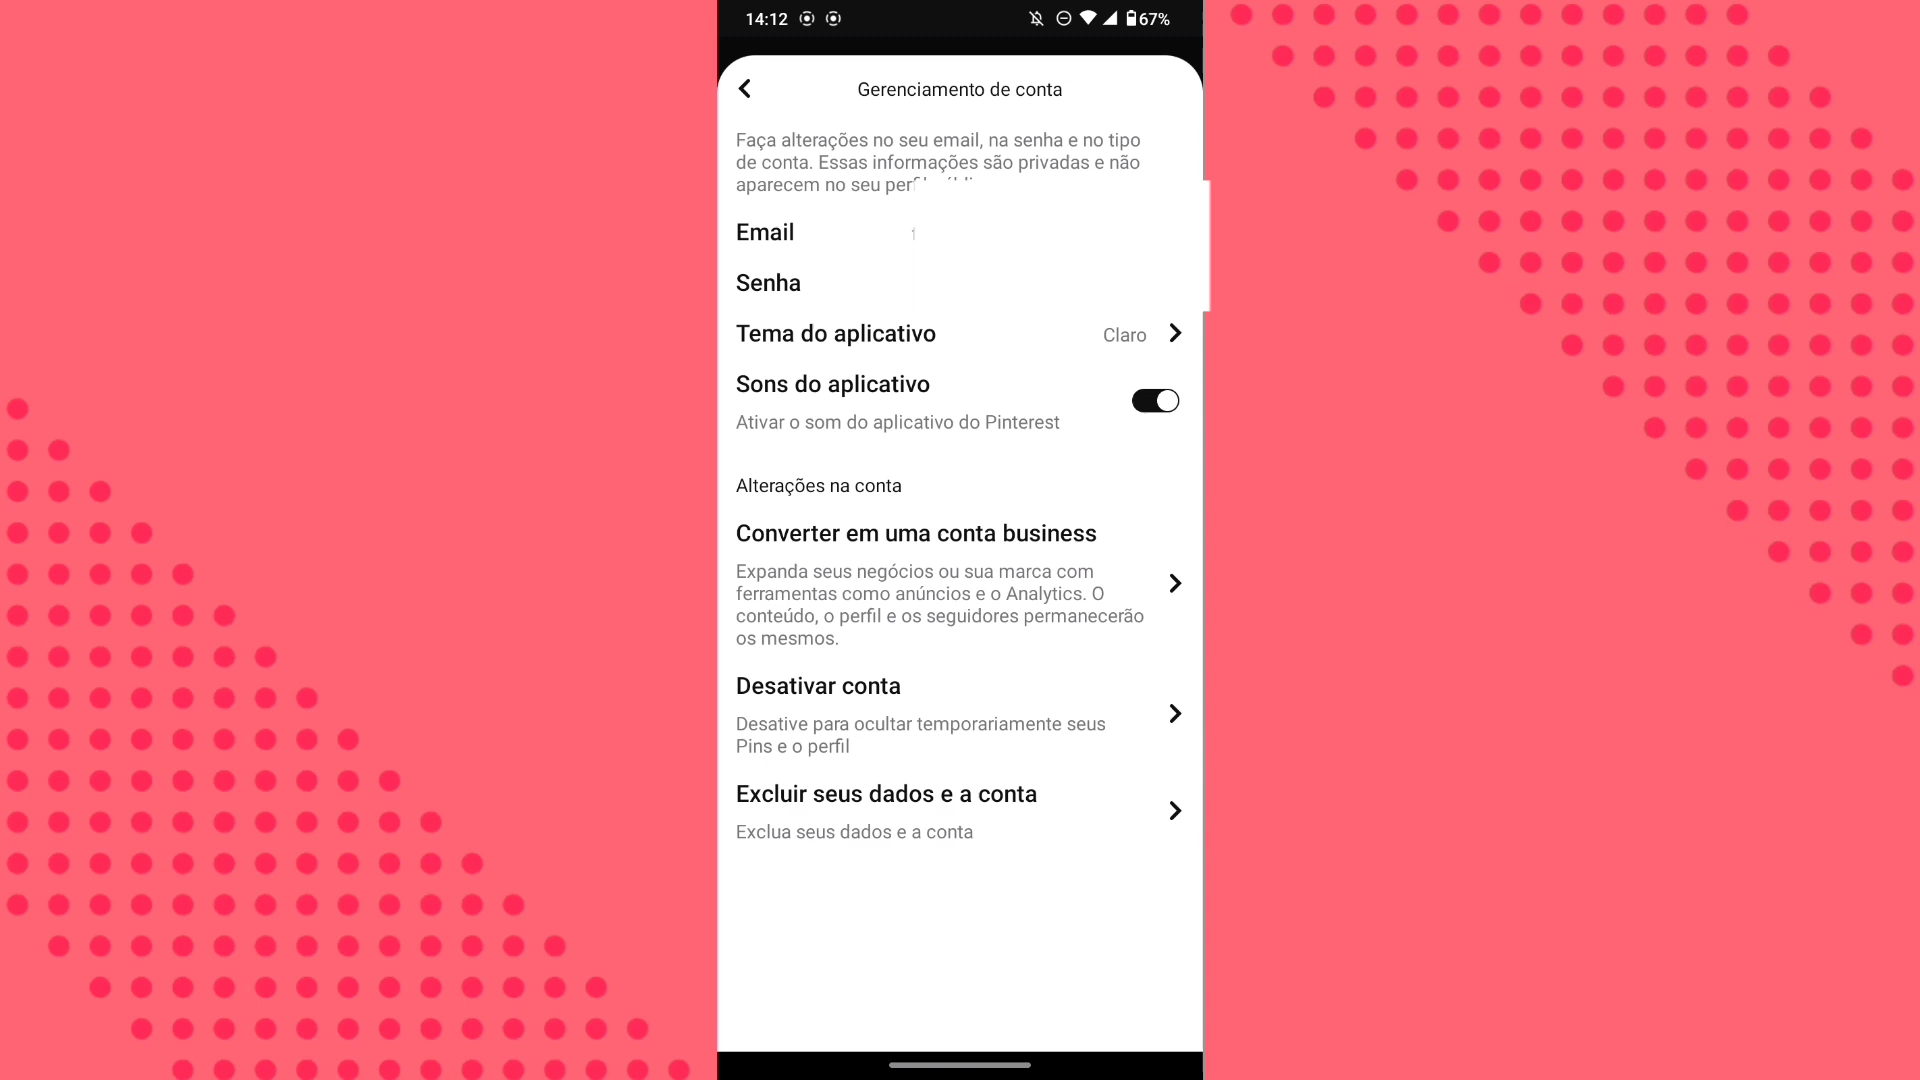 14:12
67%
Gerenciamento de conta
Faça alterações no seu email, na senha e no tipo
de conta. Essas informações são privadas e não
aparecem no seu
Email
Senha
Tema do aplicativo
Claro
Sons do aplicativo
Ativar o som do aplicativo do Pinterest
Alterações na conta
Converter em uma conta business
Expanda seus negócios ou sua marca com
ferramentas como anúncios e o Analytics. O
conteúdo, o perfil e os seguidores permanecerão
os mesmos.
Desativar conta
Desative para ocultar temporariamente seus
Pins e o perfil
Excluir seus dados e a conta
Exclua seus dados e a conta